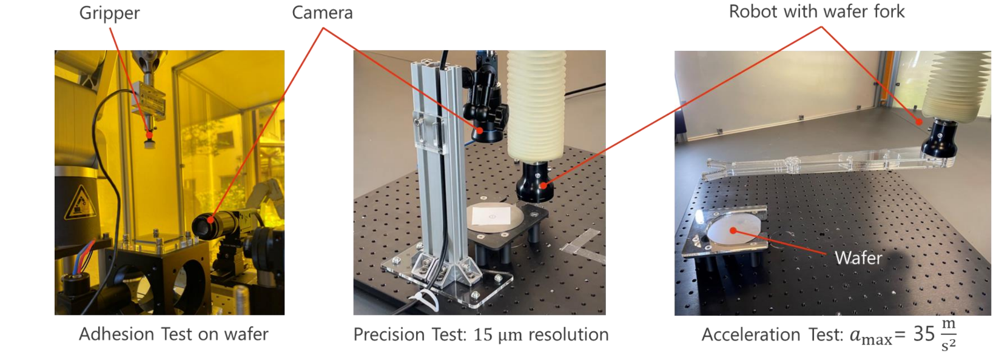 Gripper
Camera
Robot with wafer fork
Wafer
Adhesion Test on wafer
Precision Test: 15 μm resolution
Acceleration Test: a_max = 35 m/s²